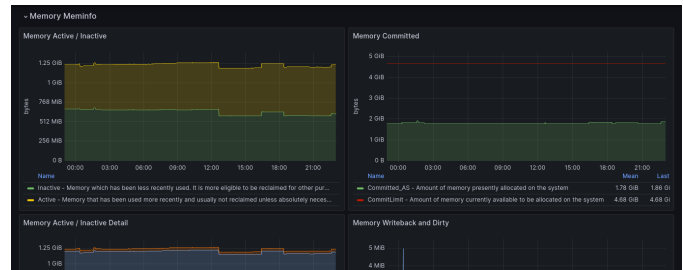 Memory Meminfo
Memory Active / Inactive
Memory Committed
bytes
1.25 GiB
1 GiB
768 MiB
512 MiB
256 MiB
0 B
00:00 03:00 06:00 09:00 12:00 15:00 18:00 21:00
Name
Inactive - Memory which has been less recently used. It is more eligible to be reclaimed for other pur...
Active - Memory that has been used more recently and usually not reclaimed unless absolutely neces...
bytes
5 GiB
4 GiB
3 GiB
2 GiB
1 GiB
0 B
00:00 03:00 06:00 09:00 12:00 15:00 18:00 21:00
Name Mean Last
Committed_AS - Amount of memory presently allocated on the system 1.78 GiB 1.86 G
CommitLimit - Amount of memory currently available to be allocated on the system 4.68 GiB 4.68 G
Memory Active / Inactive Detail
Memory Writeback and Dirty
1.25 GiB
1 GiB
5 MiB
4 MiB